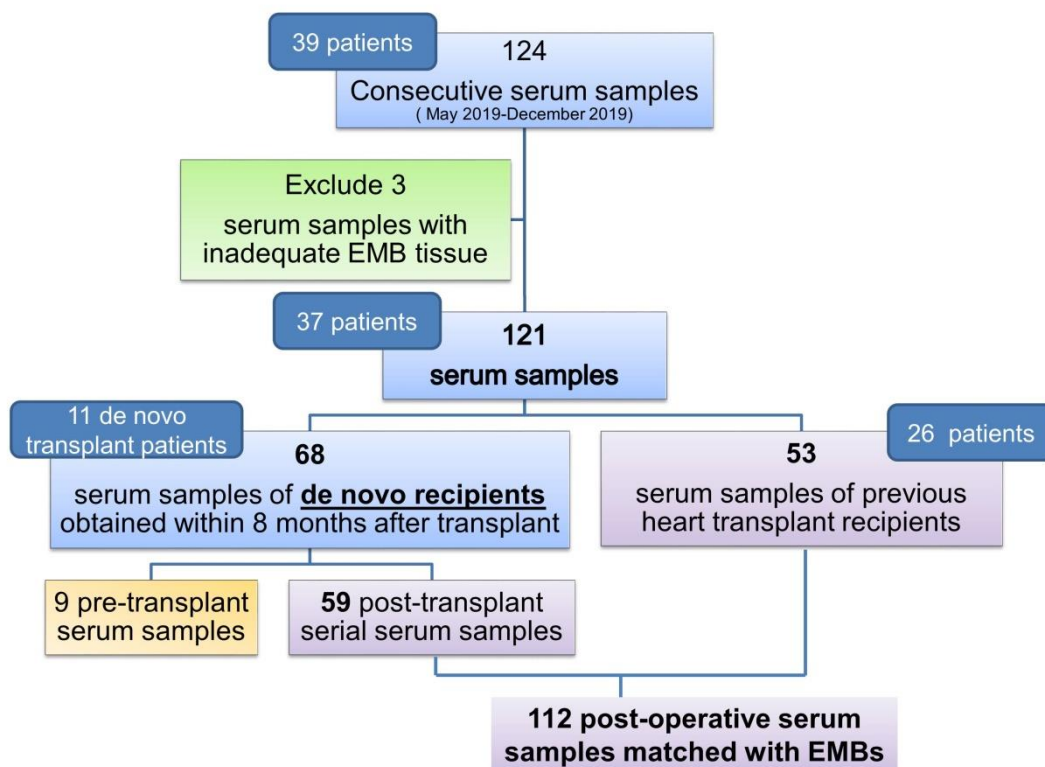 39 patients
124
Consecutive serum samples
( May 2019-December 2019)
Exclude 3
serum samples with
inadequate EMB tissue
37 patients
121
serum samples
11 de novo
transplant patients
68
serum samples of de novo recipients
obtained within 8 months after transplant
26 patients
53
serum samples of previous
heart transplant recipients
9 pre-transplant
serum samples
59 post-transplant
serial serum samples
112 post-operative serum
samples matched with EMBs